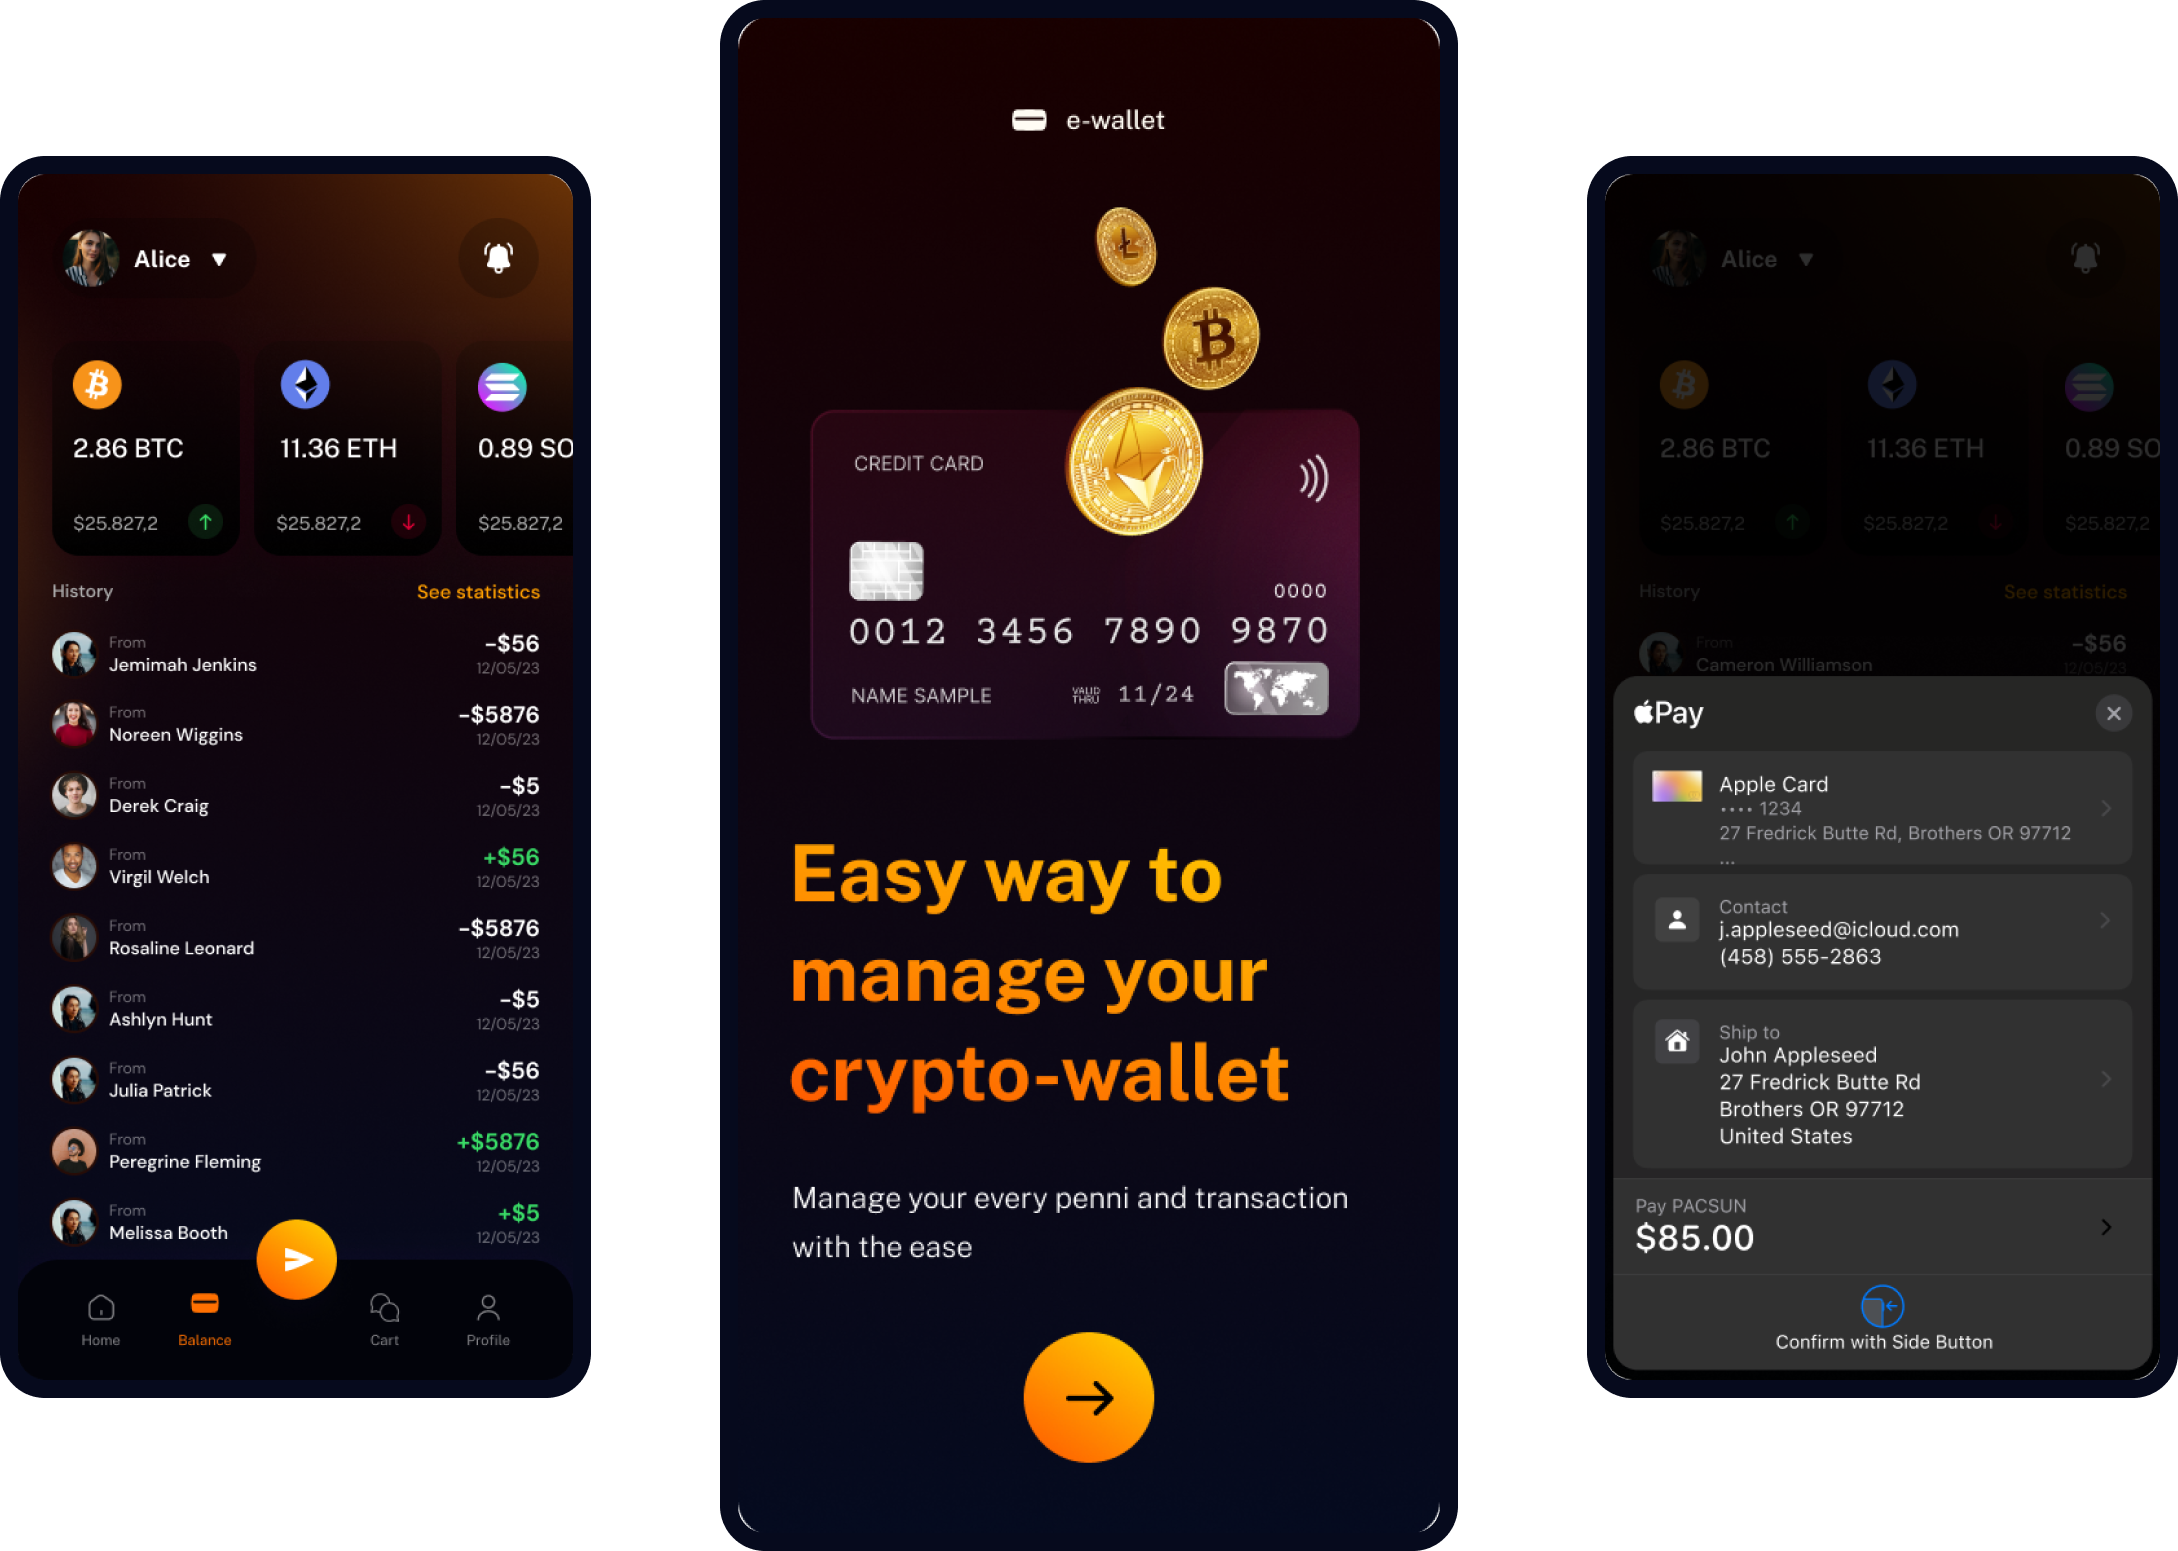 Alice ▼
2.86 BTC
$25.827,2
11.36 ETH
$25.827,2
0.89 SO
$25.827,2
History
See statistics
From
Jemimah Jenkins
-$56
12/05/23
From
Noreen Wiggins
-$5876
12/05/23
From
Derek Craig
-$5
12/05/23
From
Virgil Welch
+$56
12/05/23
From
Rosaline Leonard
-$5876
12/05/23
From
Ashlyn Hunt
-$5
12/05/23
From
Julia Patrick
-$56
12/05/23
From
Peregrine Fleming
+$5876
12/05/23
From
Melissa Booth
+$5
12/05/23
Home
Balance
Cart
Profile
e-wallet
CREDIT CARD
0000
0012 3456 7890 9870
NAME SAMPLE
VALID
THRU
11/24
Easy way to
manage your
crypto-wallet
Manage your every penni and transaction
with the ease
Alice ▼
2.86 BTC
$25.827,2
11.36 ETH
$25.827,2
0.89 SO
$25.827,2
History
See statistics
From
Cameron Williamson
-$56
12/05/23
Pay
Apple Card
•••• 1234
27 Fredrick Butte Rd, Brothers OR 97712
...
Contact
j.appleseed@icloud.com
(458) 555-2863
Ship to
John Appleseed
27 Fredrick Butte Rd
Brothers OR 97712
United States
Pay PACSUN
$85.00
Confirm with Side Button